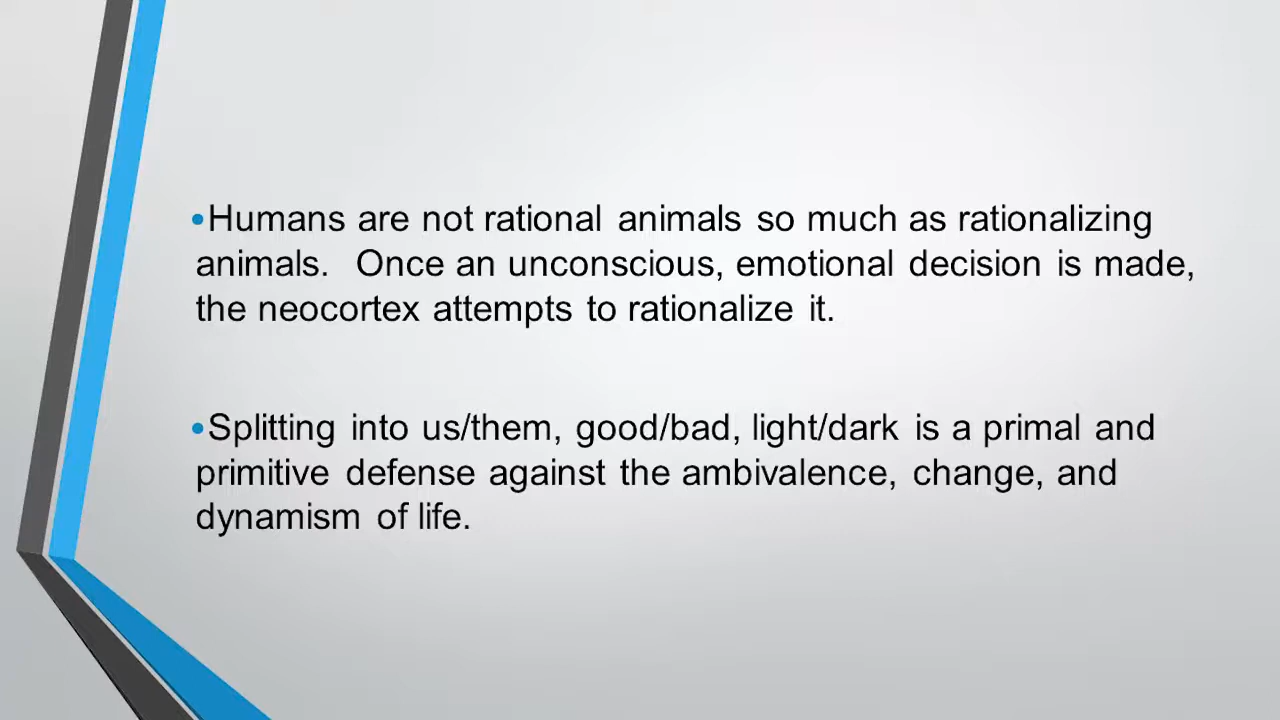 •Humans are not rational animals so much as rationalizing
animals.  Once an unconscious, emotional decision is made,
the neocortex attempts to rationalize it.
•Splitting into us/them, good/bad, light/dark is a primal and
primitive defense against the ambivalence, change, and
dynamism of life.